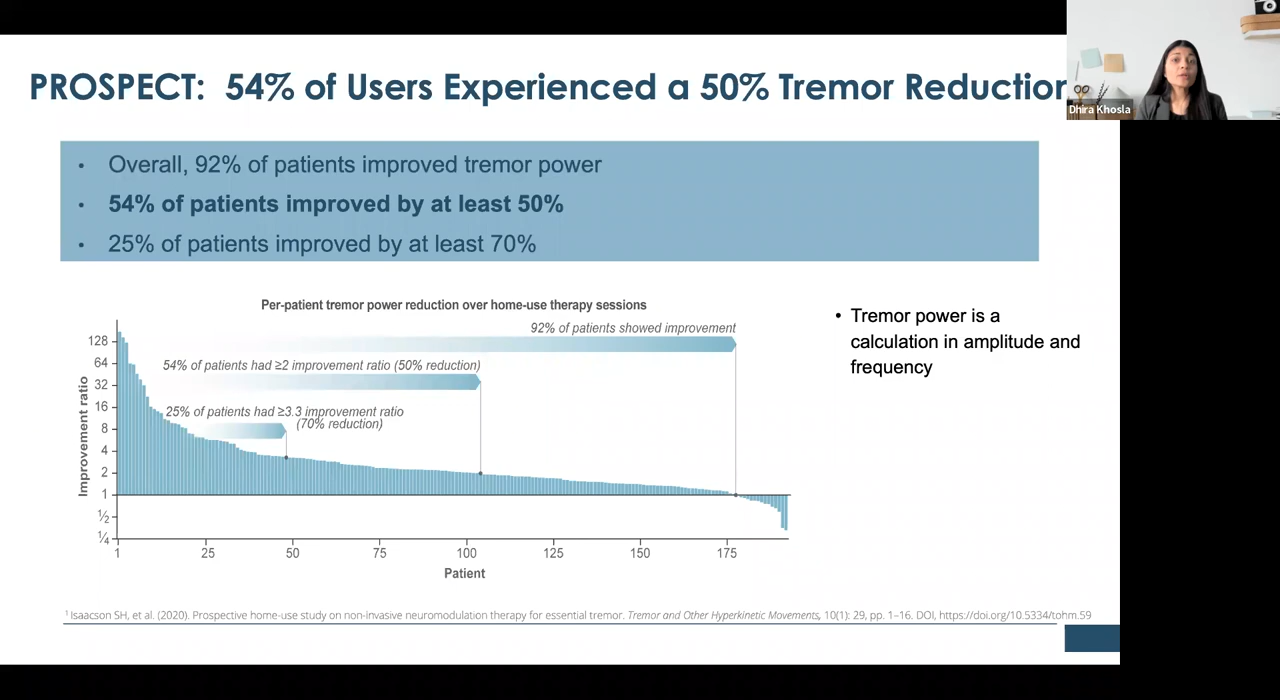 PROSPECT: 54% of Users Experienced a 50% Tremor Reduction
Dhira Khosla
• Overall, 92% of patients improved tremor power
• 54% of patients improved by at least 50%
• 25% of patients improved by at least 70%
Per-patient tremor power reduction over home-use therapy sessions
92% of patients showed improvement
54% of patients had ≥2 improvement ratio (50% reduction)
25% of patients had ≥3.3 improvement ratio
(70% reduction)
Improvement ratio
128
64
32
16
8
4
2
1
½
¼
1 25 50 75 100 125 150 175
Patient
• Tremor power is a
calculation in amplitude and
frequency
¹ Isaacson SH, et al. (2020). Prospective home-use study on non-invasive neuromodulation therapy for essential tremor. Tremor and Other Hyperkinetic Movements, 10(1): 29, pp. 1–16. DOI, https://doi.org/10.5334/tohm.59